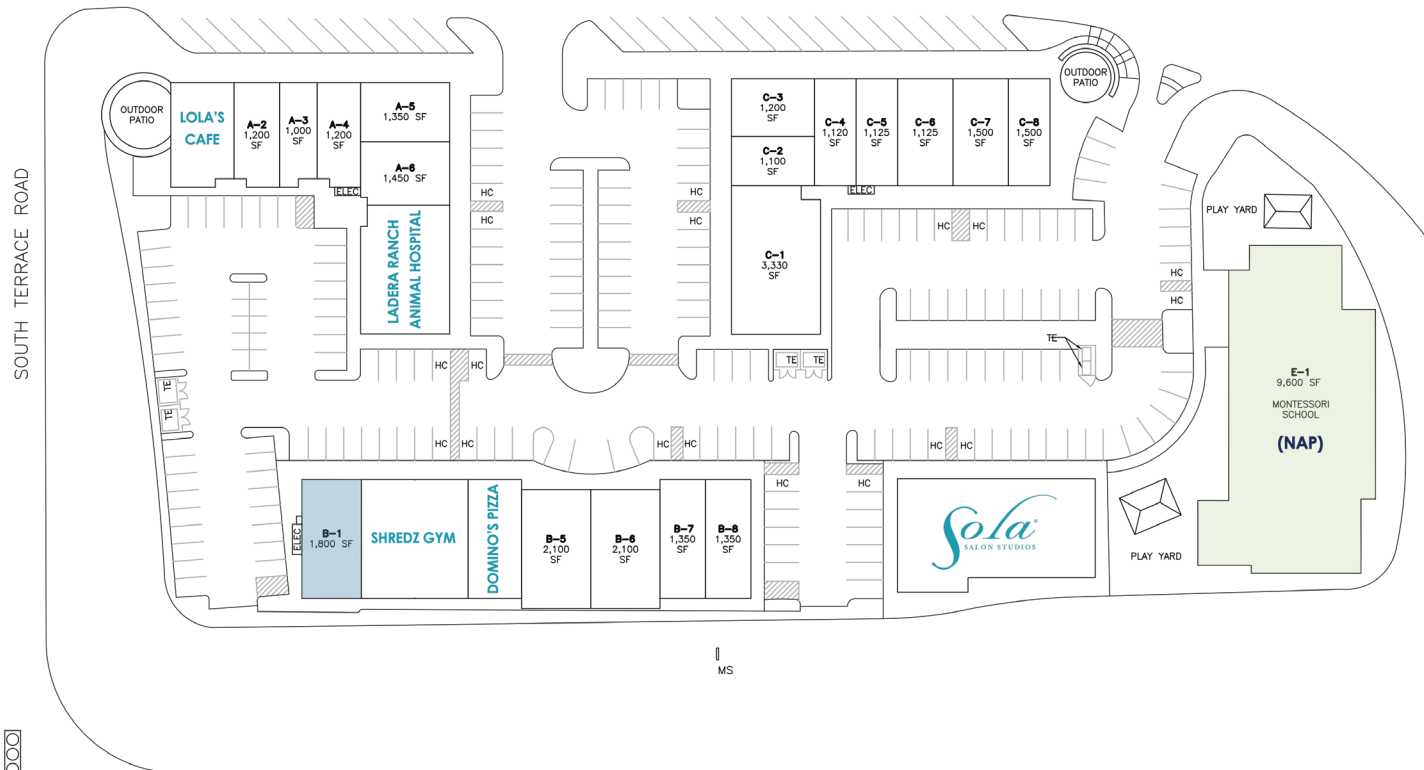 SOUTH TERRACE ROAD
OUTDOOR
PATIO
LOLA'S
CAFE
A-2
1,200
SF
A-3
1,000
SF
A-4
1,200
SF
A-5
1,350 SF
A-6
1,450 SF
ELEC
LADERA RANCH
ANIMAL HOSPITAL
HC
HC
HC
HC
C-3
1,200
SF
C-2
1,100
SF
C-4
1,120
SF
C-5
1,125
SF
C-6
1,125
SF
C-7
1,500
SF
C-8
1,500
SF
OUTDOOR
PATIO
ELEC
C-1
3,330
SF
HC
HC
PLAY YARD
HC
HC
TE
TE
HC
HC
TE
TE
TE
E-1
9,600 SF
MONTESSORI
SCHOOL
(NAP)
HC
HC
HC
HC
HC
HC
HC
HC
ELEC
B-1
1,800 SF
SHREDZ GYM
DOMINO'S PIZZA
B-5
2,100
SF
B-6
2,100
SF
B-7
1,350
SF
B-8
1,350
SF
Sola
SALON STUDIOS
PLAY YARD
MS